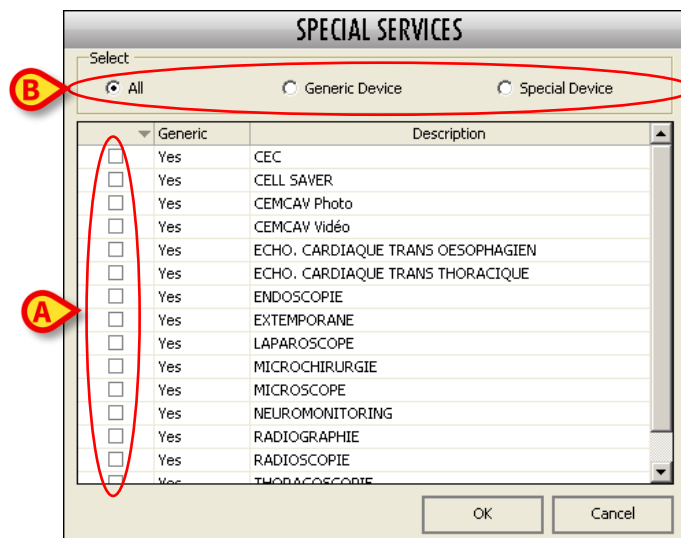 SPECIAL SERVICES
Select
B All Generic Device Special Device
Generic Description
Yes CEC
Yes CELL SAVER
Yes CEMCAV Photo
Yes CEMCAV Vidéo
Yes ECHO. CARDIAQUE TRANS OESOPHAGIEN
Yes ECHO. CARDIAQUE TRANS THORACIQUE
Yes ENDOSCOPIE
A Yes EXTEMPORANE
Yes LAPAROSCOPE
Yes MICROCHIRURGIE
Yes MICROSCOPE
Yes NEUROMONITORING
Yes RADIOGRAPHIE
Yes RADIOSCOPIE
Yes THORACOSCOPIE
OK Cancel